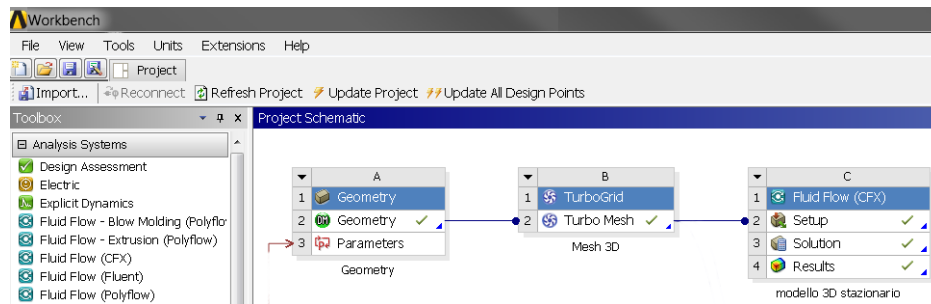 Workbench
File View Tools Units Extensions Help
Project
Import... Reconnect Refresh Project Update Project Update All Design Points
Toolbox Project Schematic
Analysis Systems
Design Assessment
Electric
Explicit Dynamics
Fluid Flow - Blow Molding (Polyflo
Fluid Flow - Extrusion (Polyflow)
Fluid Flow (CFX)
Fluid Flow (Fluent)
Fluid Flow (Polyflow)
A
1 Geometry
2 Geometry
3 Parameters
Geometry
B
1 TurboGrid
2 Turbo Mesh
Mesh 3D
C
1 Fluid Flow (CFX)
2 Setup
3 Solution
4 Results
modello 3D stazionario